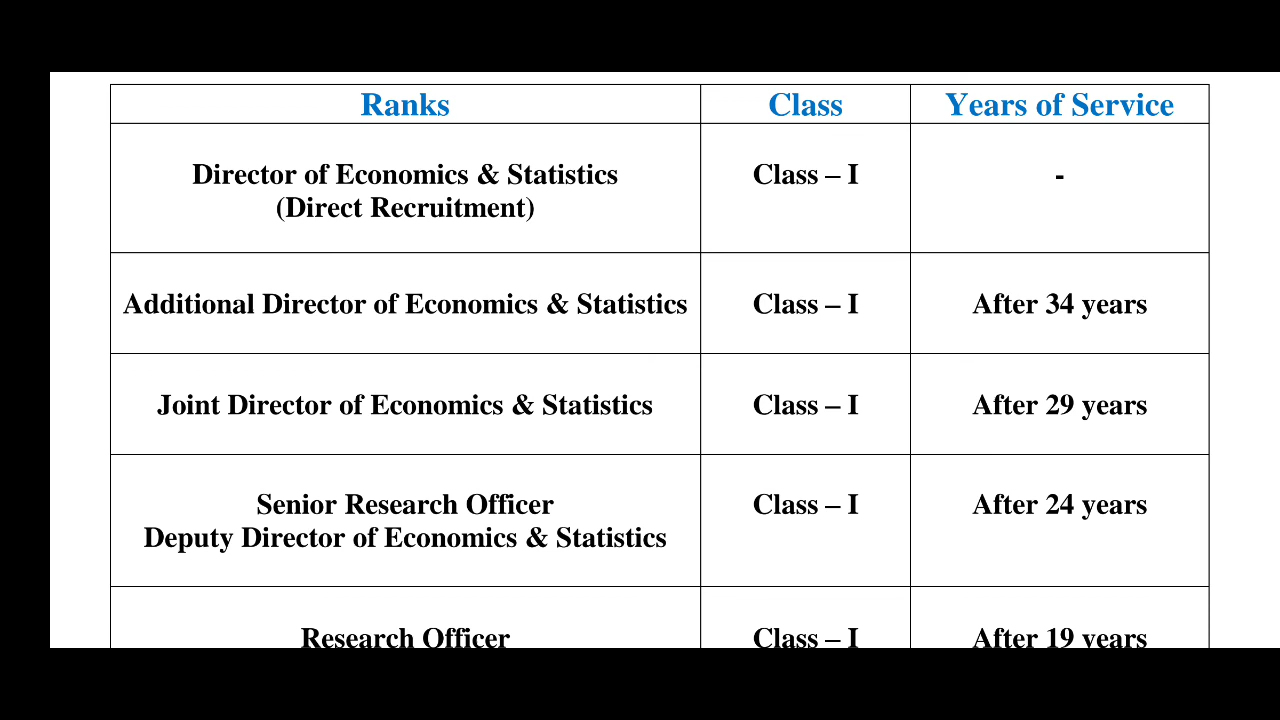 Ranks Class Years of Service
Director of Economics & Statistics Class – I -
(Direct Recruitment)
Additional Director of Economics & Statistics Class – I After 34 years
Joint Director of Economics & Statistics Class – I After 29 years
Senior Research Officer Class – I After 24 years
Deputy Director of Economics & Statistics
Research Officer Class – I After 19 years